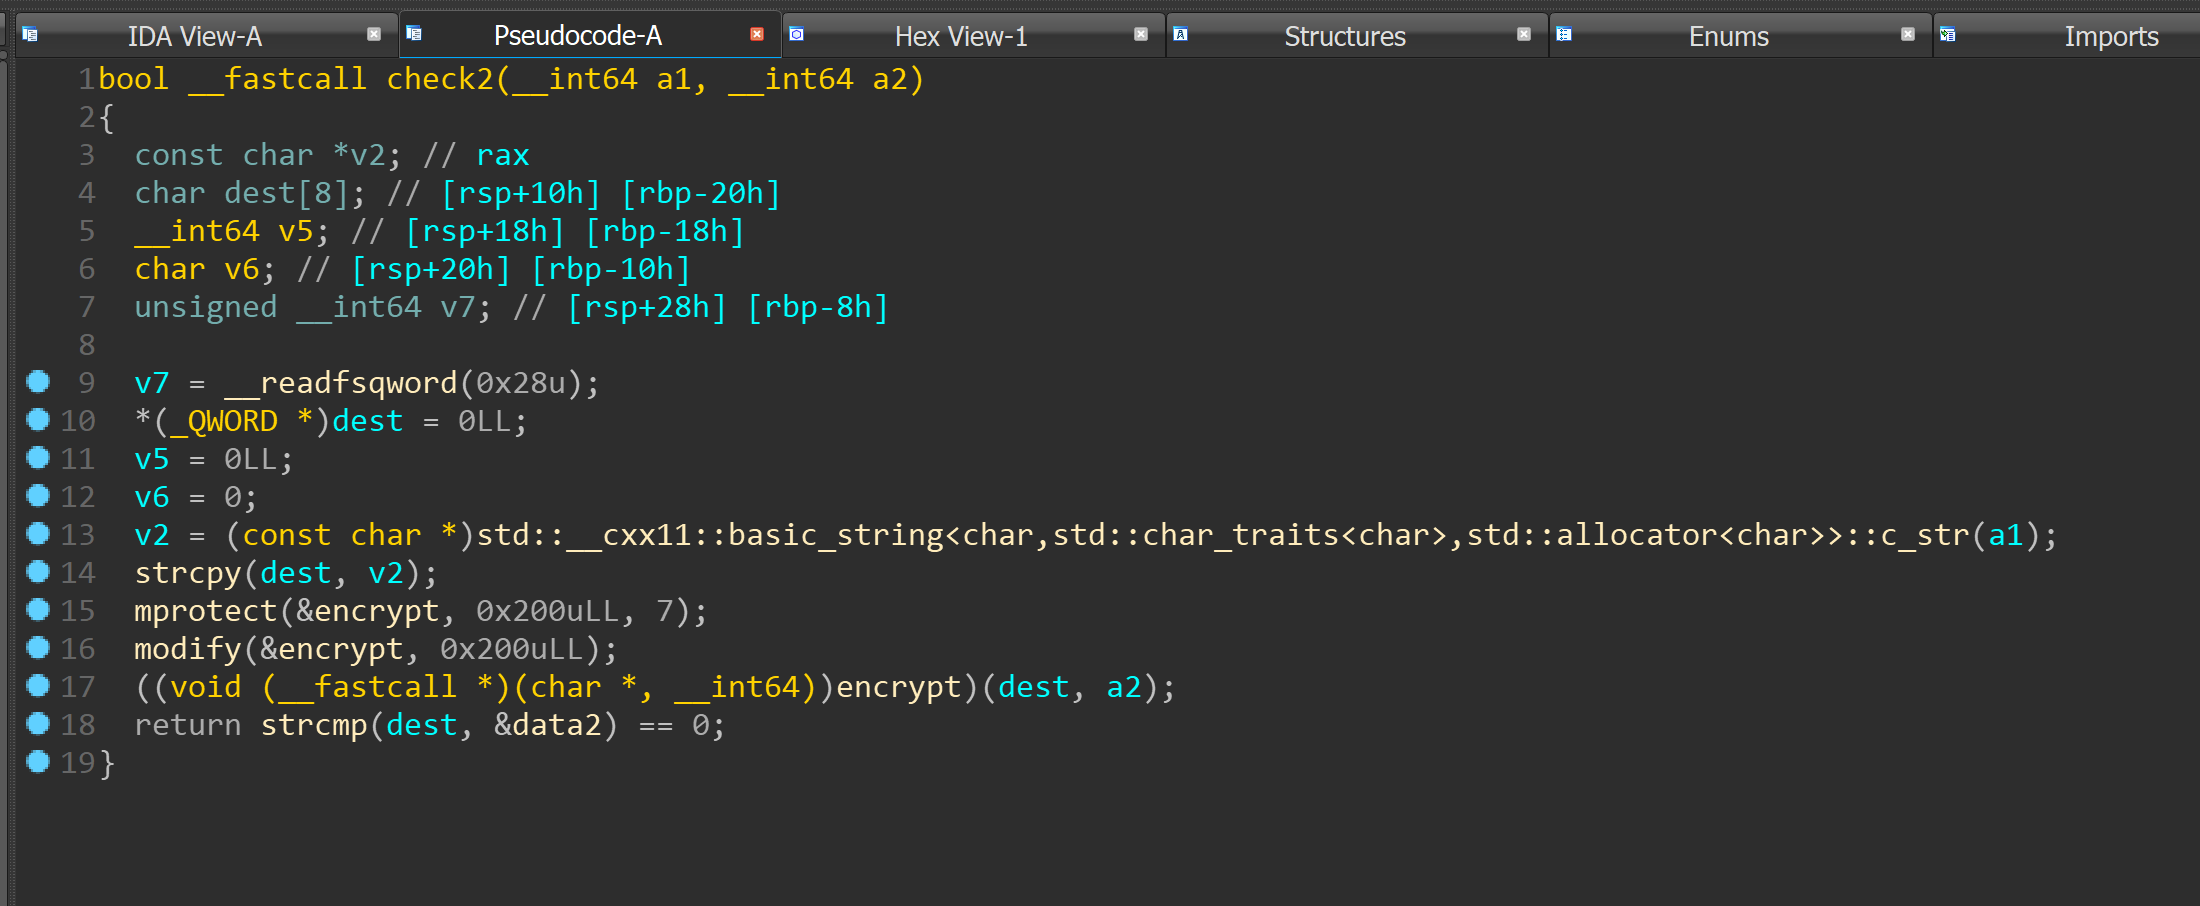 IDA View-A Pseudocode-A Hex View-1 Structures Enums Imports
1 bool __fastcall check2(__int64 a1, __int64 a2)
2 {
3   const char *v2; // rax
4   char dest[8]; // [rsp+10h] [rbp-20h]
5   __int64 v5; // [rsp+18h] [rbp-18h]
6   char v6; // [rsp+20h] [rbp-10h]
7   unsigned __int64 v7; // [rsp+28h] [rbp-8h]
8
9   v7 = __readfsqword(0x28u);
10   *(_QWORD *)dest = 0LL;
11   v5 = 0LL;
12   v6 = 0;
13   v2 = (const char *)std::__cxx11::basic_string<char,std::char_traits<char>,std::allocator<char>>::c_str(a1);
14   strcpy(dest, v2);
15   mprotect(&encrypt, 0x200uLL, 7);
16   modify(&encrypt, 0x200uLL);
17   ((void (__fastcall *)(char *, __int64))encrypt)(dest, a2);
18   return strcmp(dest, &data2) == 0;
19 }